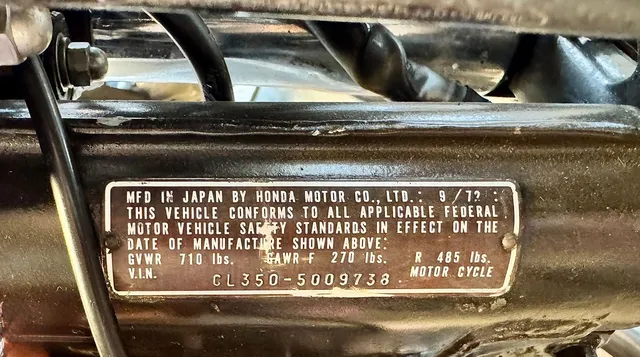 MFD IN JAPAN BY HONDA MOTOR CO., LTD.: 9 / 72 :
THIS VEHICLE CONFORMS TO ALL APPLICABLE FEDERAL
MOTOR VEHICLE SAFETY STANDARDS IN EFFECT ON THE
DATE OF MANUFACTURE SHOWN ABOVE:
GVWR 710 lbs. GAWR F 270 lbs. R 485 lbs.
V.I.N. CL350-5009738 MOTOR CYCLE